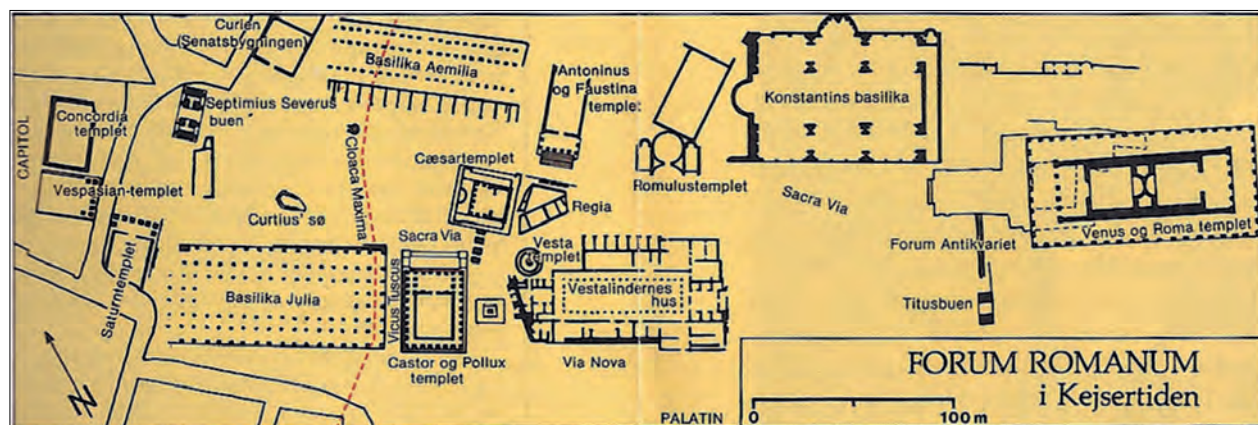 Curien
(Senatsbygningen)
Basilika Aemilia
Antoninus
og Faustina
templet
Konstantins basilika
Concordia
templet
Septimius Severus'
buen
CAPITOL
Cloaca Maxima
Cæsartemplet
Romulustemplet
Vespasian-templet
Curtius' sø
Regia
Sacra Via
Sacra Via
Vesta
templet
Forum Antikvariet
Venus og Roma templet
Saturntemplet
Basilika Julia
Vicus Tuscus
Vestalindernes
hus
Titusbuen
Castor og Pollux
templet
Via Nova
N
PALATIN
FORUM ROMANUM
i Kejsertiden
0
100 m